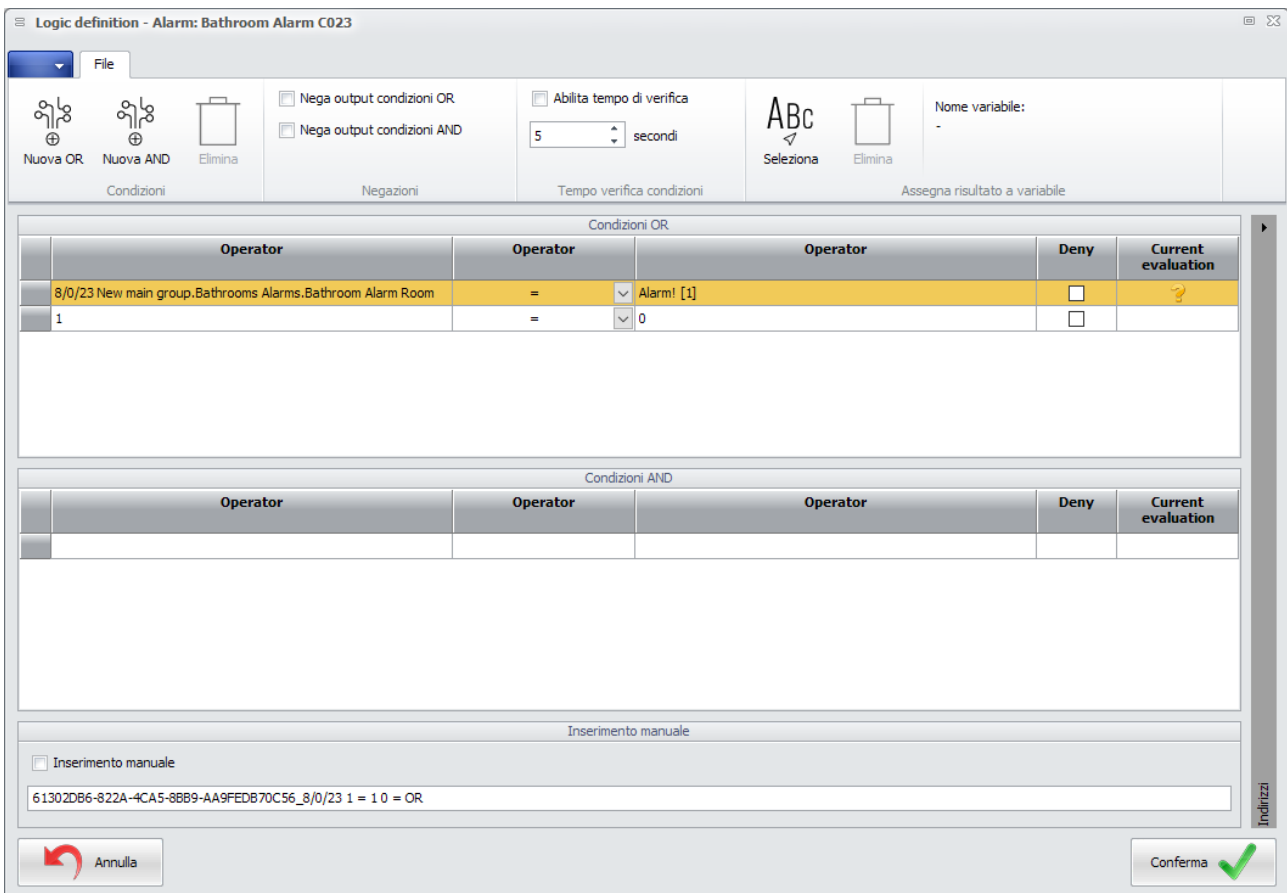 Logic definition - Alarm: Bathroom Alarm C023
File
Nuova OR
Nuova AND
Elimina
Condizioni
Nega output condizioni OR
Nega output condizioni AND
Negazioni
Abilita tempo di verifica
5 secondi
Tempo verifica condizioni
ABC
Seleziona
Elimina
Nome variabile:
-
Assegna risultato a variabile
Condizioni OR
Operator Operator Operator Deny Current
evaluation
8/0/23 New main group.Bathrooms Alarms.Bathroom Alarm Room = Alarm! [1] ?
1 = 0
Condizioni AND
Operator Operator Operator Deny Current
evaluation
Inserimento manuale
Inserimento manuale
61302DB6-822A-4CA5-8BB9-AA9FEDB70C56_8/0/23 1 = 1 0 = OR
Indirizzi
Annulla
Conferma